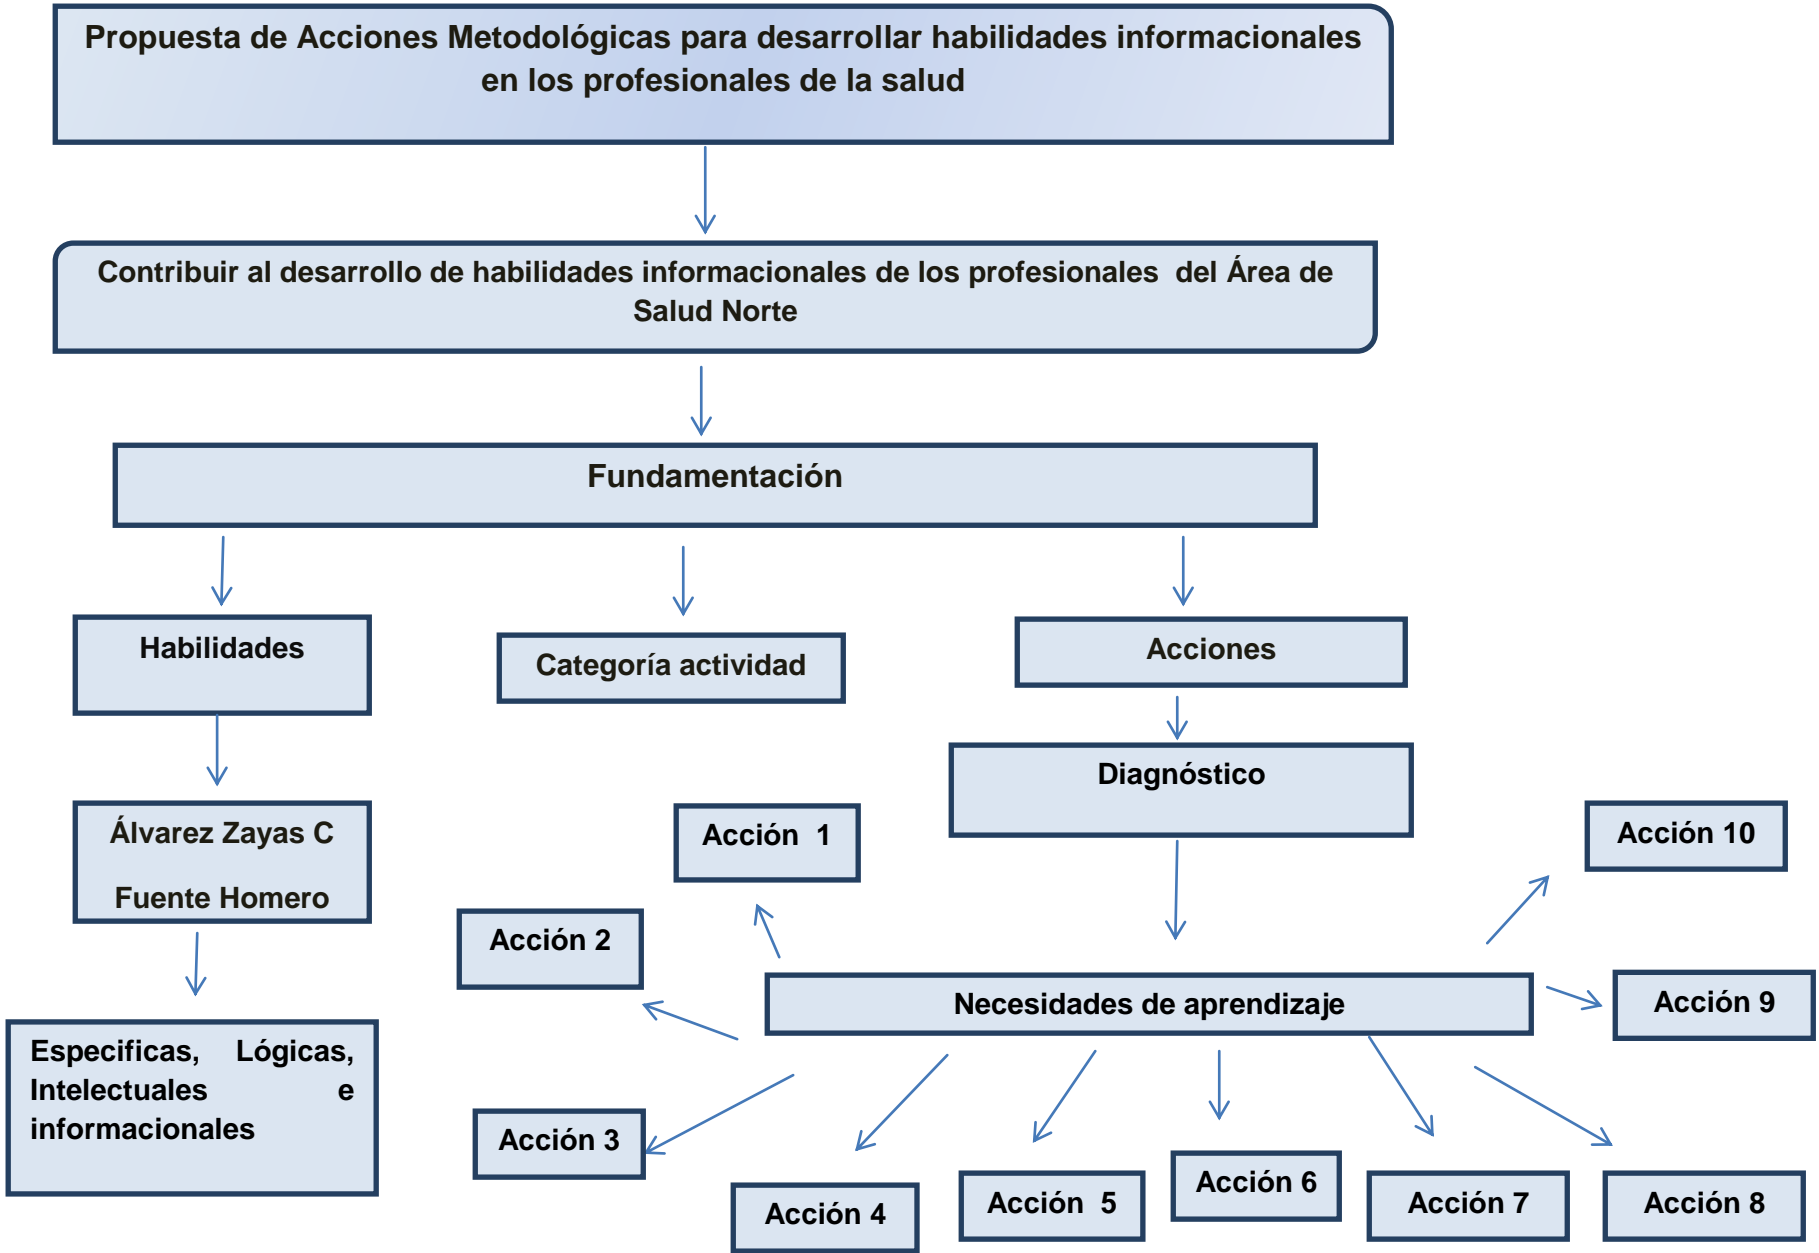 Propuesta de Acciones Metodológicas para desarrollar habilidades informacionales
en los profesionales de la salud
Contribuir al desarrollo de habilidades informacionales de los profesionales del Área de
Salud Norte
Fundamentación
Habilidades
Categoría actividad
Acciones
Diagnóstico
Álvarez Zayas C
Fuente Homero
Acción 1
Acción 10
Acción 2
Necesidades de aprendizaje
Acción 9
Especificas, Lógicas,
Intelectuales e
informacionales
Acción 3
Acción 4
Acción 5
Acción 6
Acción 7
Acción 8